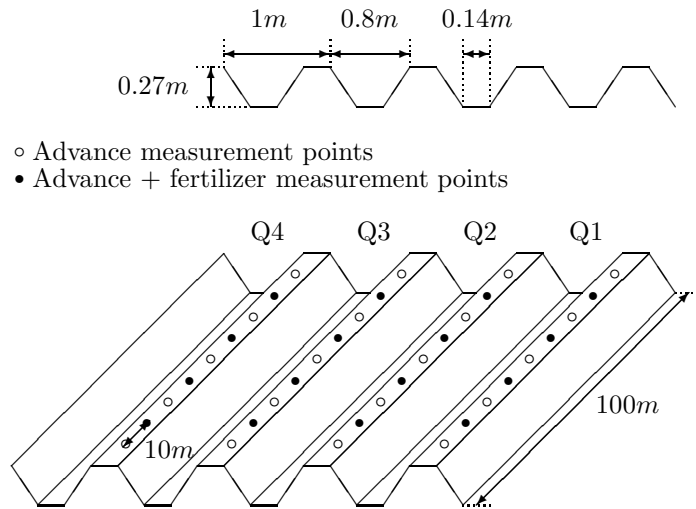 1m 0.8m 0.14m
0.27m
Advance measurement points
Advance + fertilizer measurement points
Q4 Q3 Q2 Q1
100m
10m